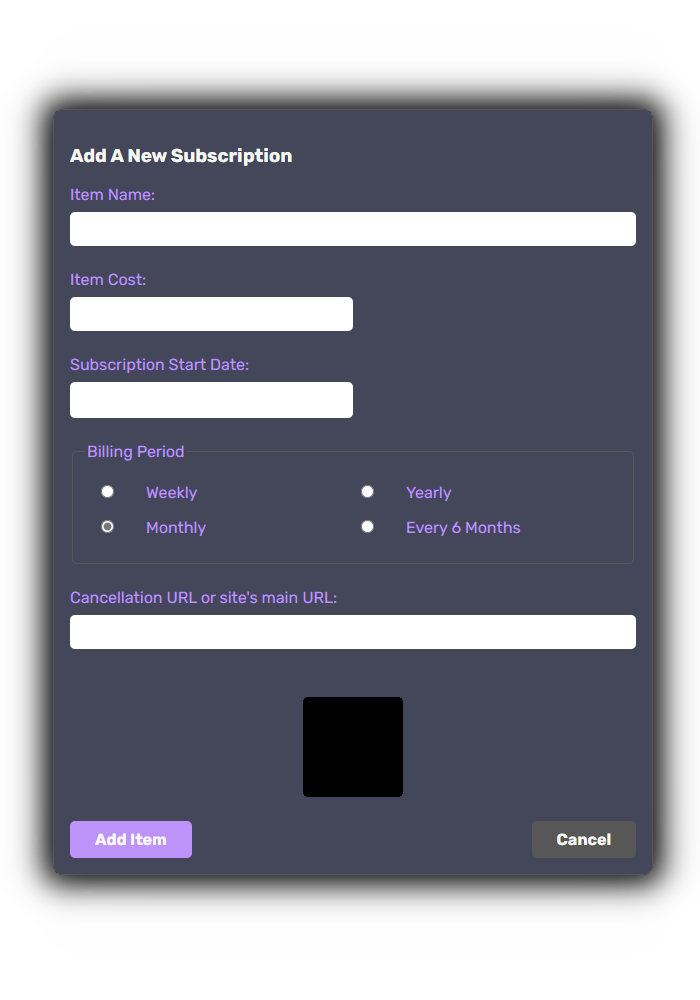 Add A New Subscription
Item Name:
Item Cost:
Subscription Start Date:
Billing Period
Weekly
Yearly
Monthly
Every 6 Months
Cancellation URL or site's main URL:
Add Item
Cancel